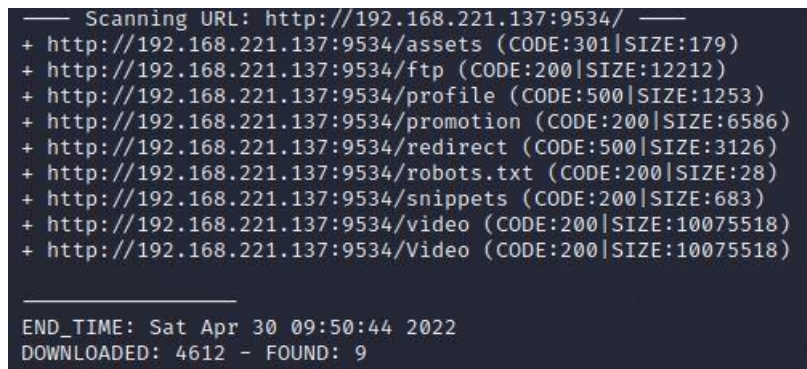 ---- Scanning URL: http://192.168.221.137:9534/ ----
+ http://192.168.221.137:9534/assets (CODE:301|SIZE:179)
+ http://192.168.221.137:9534/ftp (CODE:200|SIZE:12212)
+ http://192.168.221.137:9534/profile (CODE:500|SIZE:1253)
+ http://192.168.221.137:9534/promotion (CODE:200|SIZE:6586)
+ http://192.168.221.137:9534/redirect (CODE:500|SIZE:3126)
+ http://192.168.221.137:9534/robots.txt (CODE:200|SIZE:28)
+ http://192.168.221.137:9534/snippets (CODE:200|SIZE:683)
+ http://192.168.221.137:9534/video (CODE:200|SIZE:10075518)
+ http://192.168.221.137:9534/Video (CODE:200|SIZE:10075518)
-----------------
END_TIME: Sat Apr 30 09:50:44 2022
DOWNLOADED: 4612 - FOUND: 9